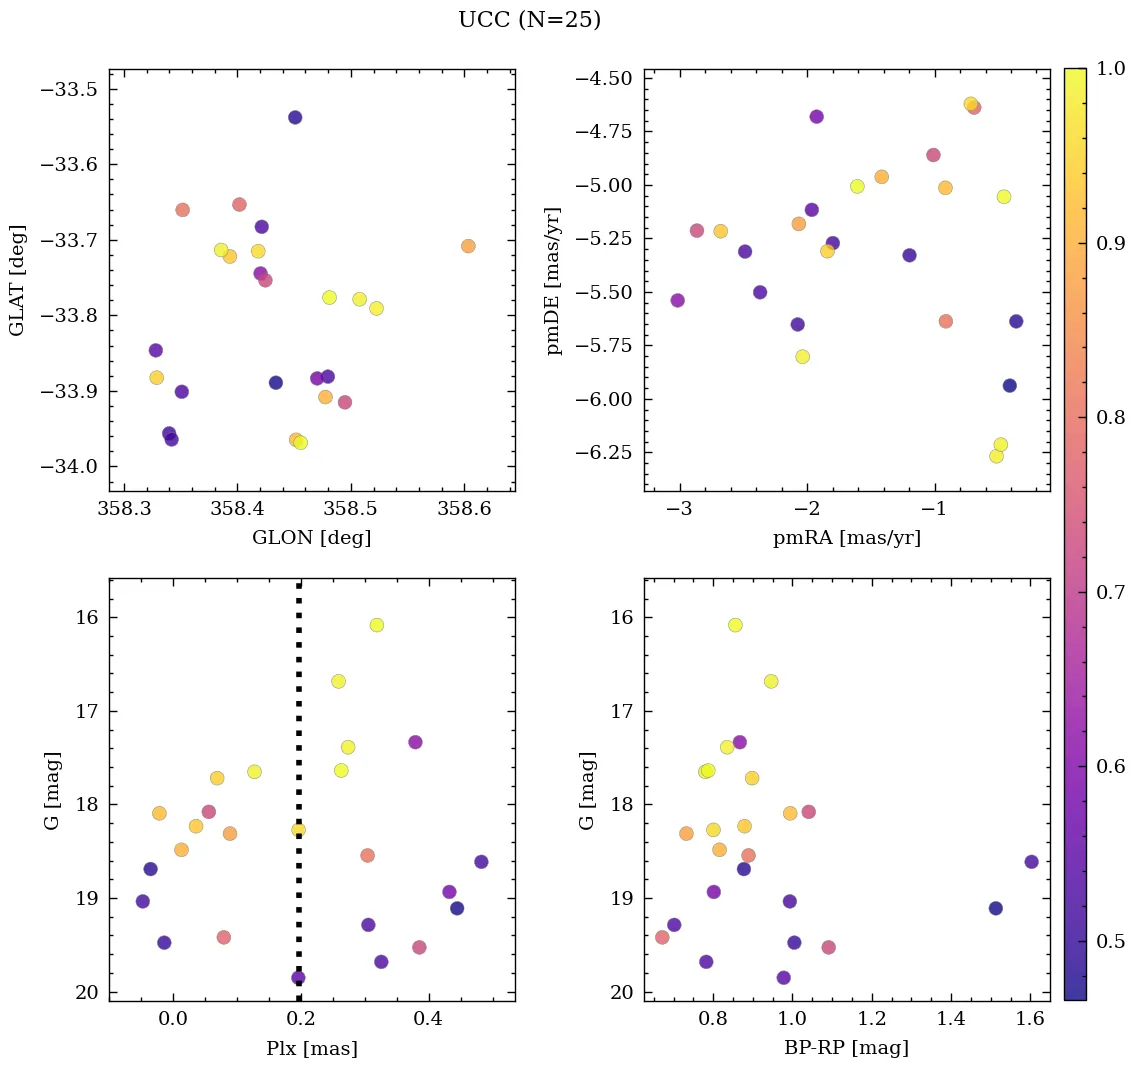 UCC (N=25)
−33.5
−33.6
−33.7
−33.8
−33.9
−34.0
GLAT [deg]
358.3 358.4 358.5 358.6
GLON [deg]
−4.50
−4.75
−5.00
−5.25
−5.50
−5.75
−6.00
−6.25
pmDE [mas/yr]
−3 −2 −1
pmRA [mas/yr]
16
17
18
19
20
G [mag]
0.0 0.2 0.4
Plx [mas]
16
17
18
19
20
G [mag]
0.8 1.0 1.2 1.4 1.6
BP-RP [mag]
1.0
0.9
0.8
0.7
0.6
0.5